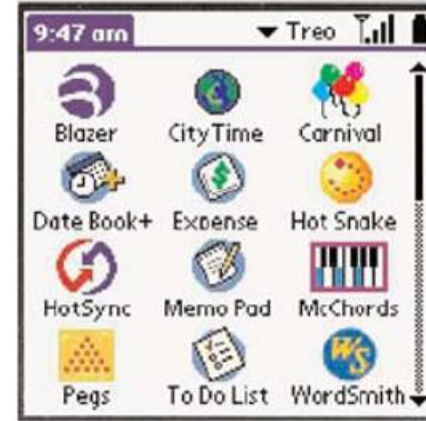 9:47 am Treo
Blazer CityTime Carnival
Date Book+ Expense Hot Snake
HotSync Memo Pad McChords
Pegs WS
To Do List WordSmith